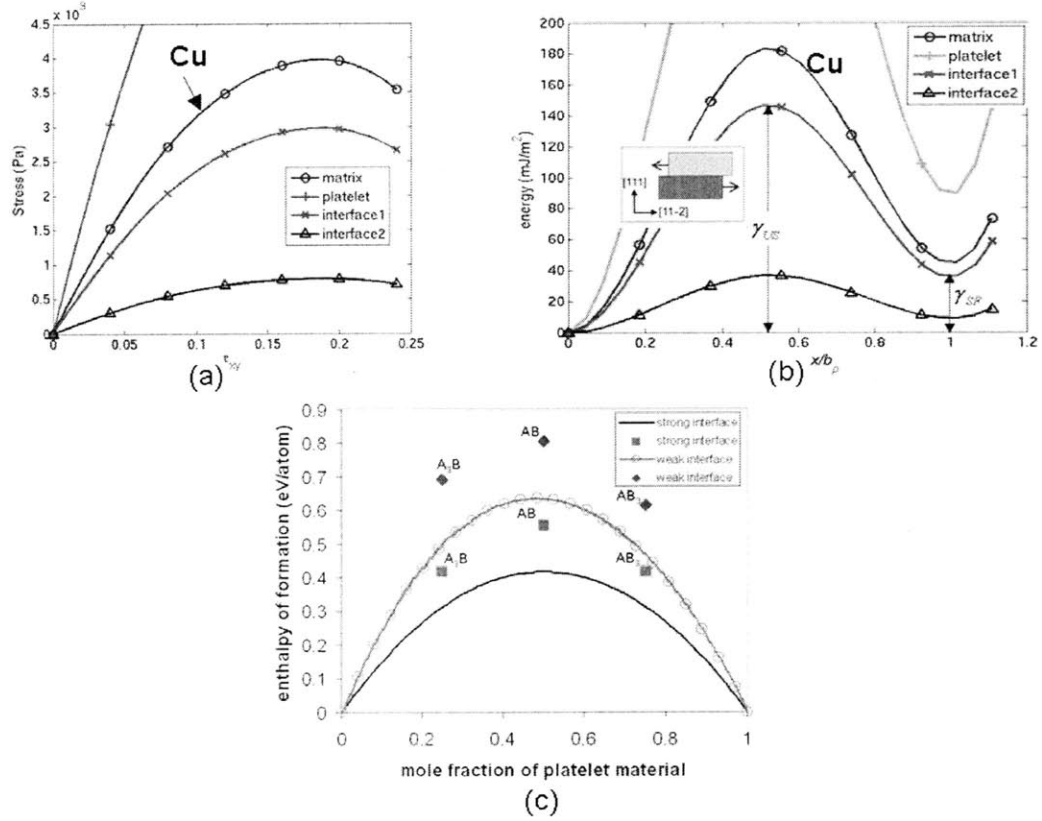 4.5 x 10⁹
4
3.5
3
2.5
2
1.5
1
0.5
0
Stress (Pa)
Cu
matrix
platelet
interface1
interface2
0 0.05 0.1 0.15 0.2 0.25
(a)
200
180
160
140
120
100
80
60
40
20
0
energy (mJ/m²)
Cu
matrix
platelet
interface1
interface2
[111]
[11-2]
γUS
γSF
0 0.2 0.4 0.6 0.8 1 1.2
(b) x/bp
0.9
0.8
0.7
0.6
0.5
0.4
0.3
0.2
0.1
0
enthalpy of formation (eV/atom)
strong interface
strong interface
weak interface
weak interface
AB
A₃B
AB
AB
A₃B
AB
0 0.2 0.4 0.6 0.8 1
mole fraction of platelet material
(c)